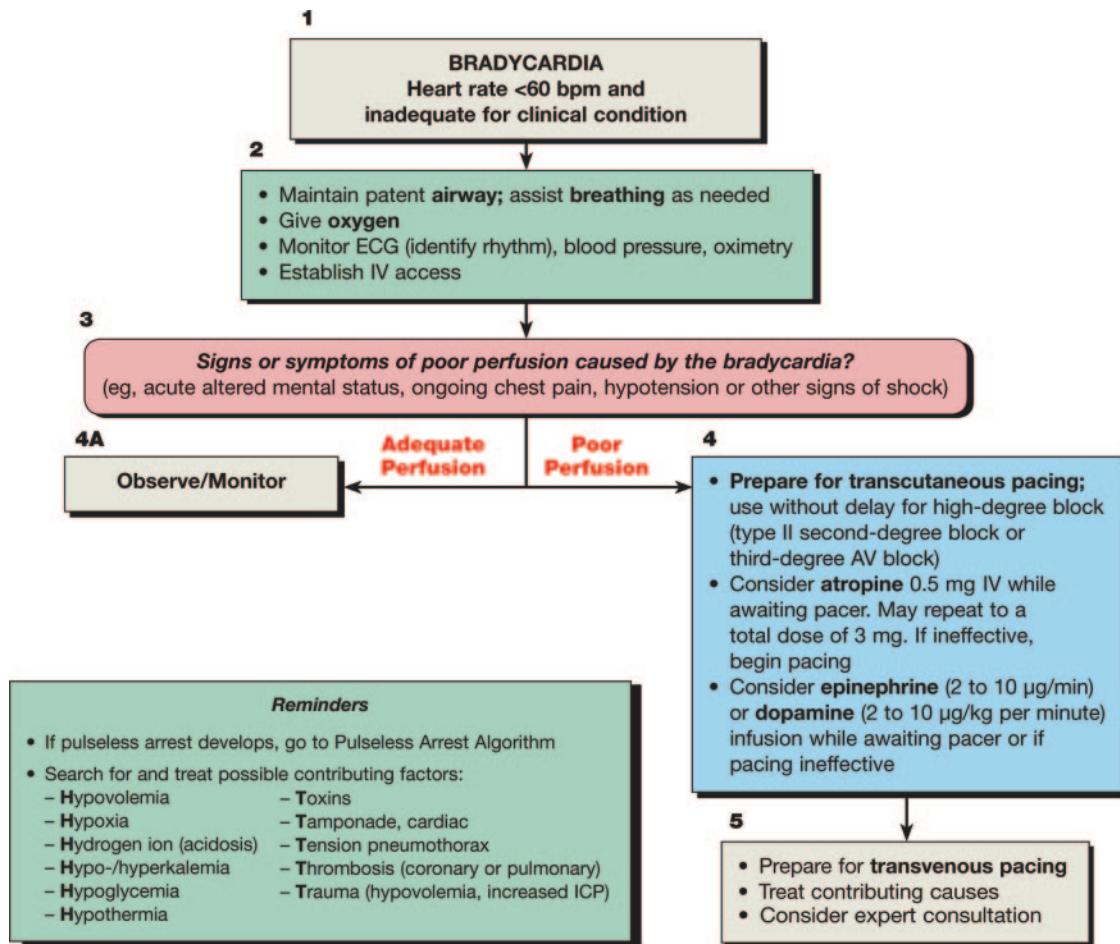 1
BRADYCARDIA
Heart rate <60 bpm and
inadequate for clinical condition
2
• Maintain patent airway; assist breathing as needed
• Give oxygen
• Monitor ECG (identify rhythm), blood pressure, oximetry
• Establish IV access
3
Signs or symptoms of poor perfusion caused by the bradycardia?
(eg, acute altered mental status, ongoing chest pain, hypotension or other signs of shock)
4A
Observe/Monitor
Adequate
Perfusion
Poor
Perfusion
4
• Prepare for transcutaneous pacing;
use without delay for high-degree block
(type II second-degree block or
third-degree AV block)
• Consider atropine 0.5 mg IV while
awaiting pacer. May repeat to a
total dose of 3 mg. If ineffective,
begin pacing
• Consider epinephrine (2 to 10 µg/min)
or dopamine (2 to 10 µg/kg per minute)
infusion while awaiting pacer or if
pacing ineffective
Reminders
• If pulseless arrest develops, go to Pulseless Arrest Algorithm
• Search for and treat possible contributing factors:
– Hypovolemia
– Hypoxia
– Hydrogen ion (acidosis)
– Hypo-/hyperkalemia
– Hypoglycemia
– Hypothermia
– Toxins
– Tamponade, cardiac
– Tension pneumothorax
– Thrombosis (coronary or pulmonary)
– Trauma (hypovolemia, increased ICP)
5
• Prepare for transvenous pacing
• Treat contributing causes
• Consider expert consultation